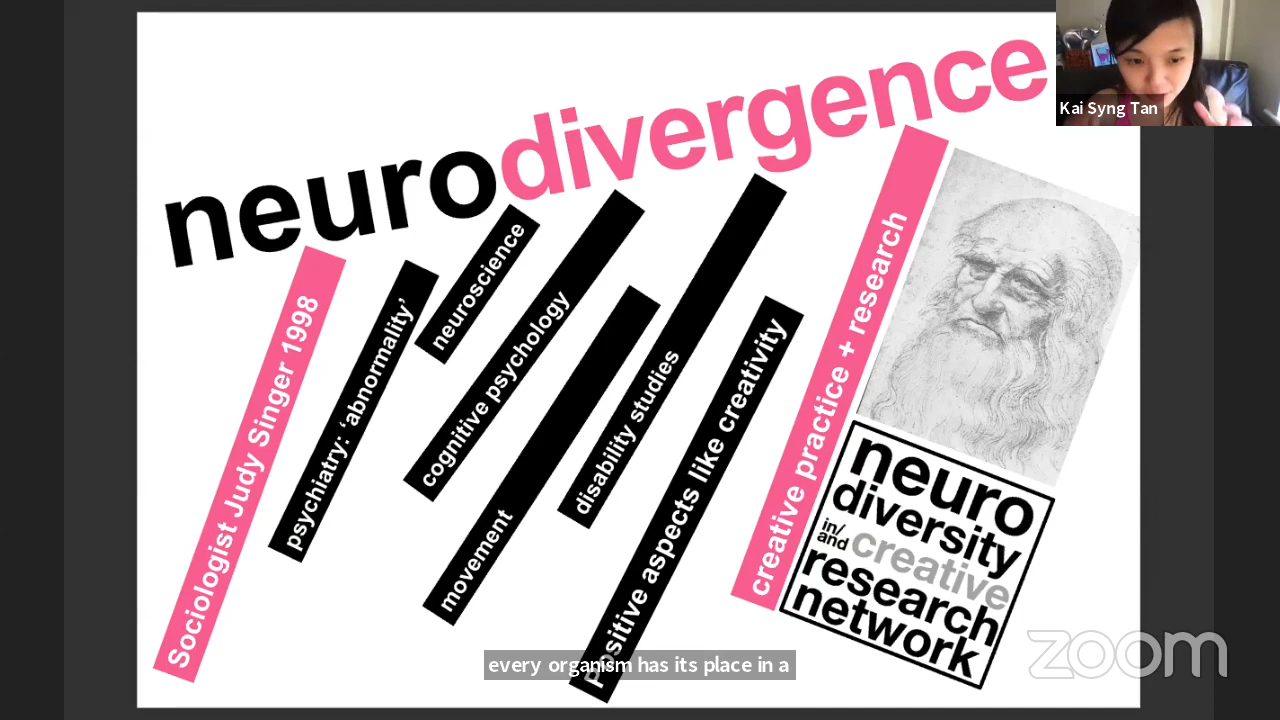 neurodivergence
Kai Syng Tan
Sociologist Judy Singer 1998
psychiatry: ‘abnormality’
neuroscience
cognitive psychology
movement
disability studies
positive aspects like creativity
creative practice + research
neuro
diversity
in/
and creative
research
network
every organism has its place in a
zoom